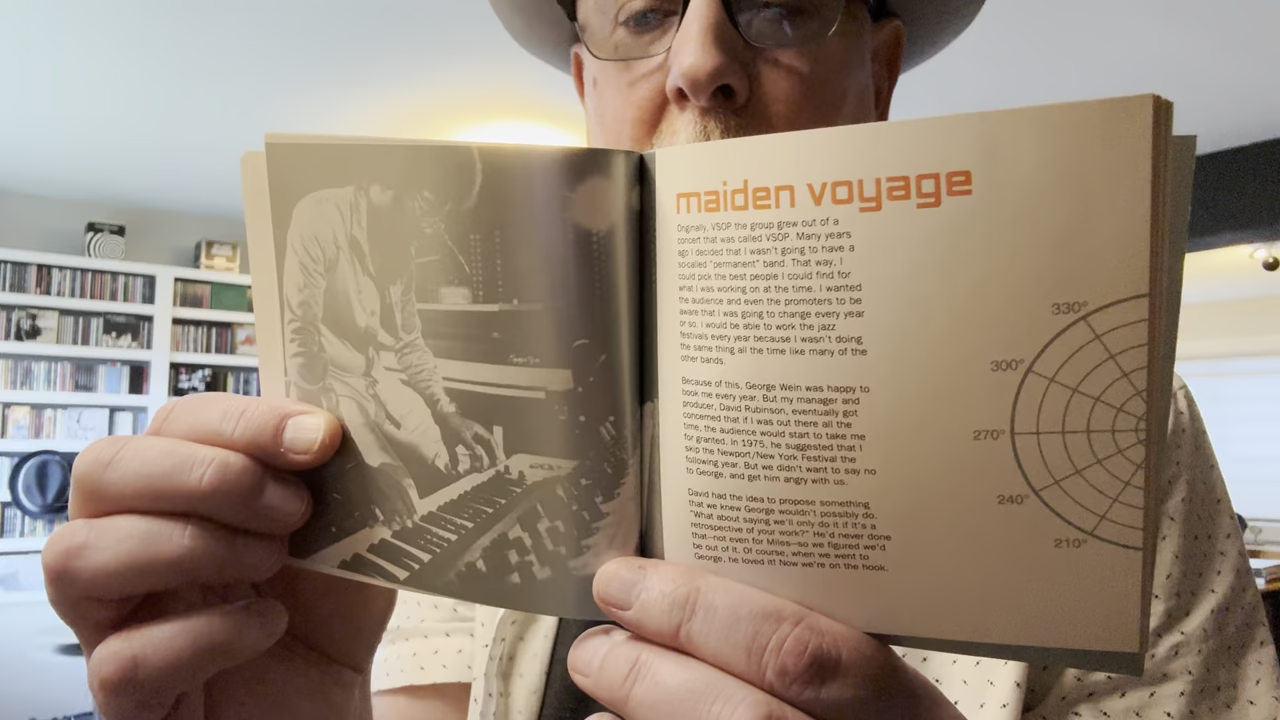 maiden voyage
Originally, VSOP the group grew out of a
concert that was called VSOP. Many years
ago I decided that I wasn't going to have a
so-called "permanent" band. That way, I
could pick the best people I could find for
what I was working on at the time. I wanted
the audience and even the promoters to be
aware that I was going to change every year
or so. I would be able to work the jazz
festivals every year because I wasn't doing
the same thing all the time like many of the
other bands.
Because of this, George Wein was happy to
book me every year. But my manager and
producer, David Rubinson, eventually got
concerned that if I was out there all the
time, the audience would start to take me
for granted. In 1975, he suggested that I
skip the Newport/New York Festival the
following year. But we didn't want to say no
to George, and get him angry with us.
David had the idea to propose something
that we knew George wouldn't possibly do.
"What about saying we'll only do it if it's a
retrospective of your work?" He'd never done
that—not even for Miles—so we figured we'd
be out of it. Of course, when we went to
George, he loved it! Now we're on the hook.
330°
300°
270°
240°
210°